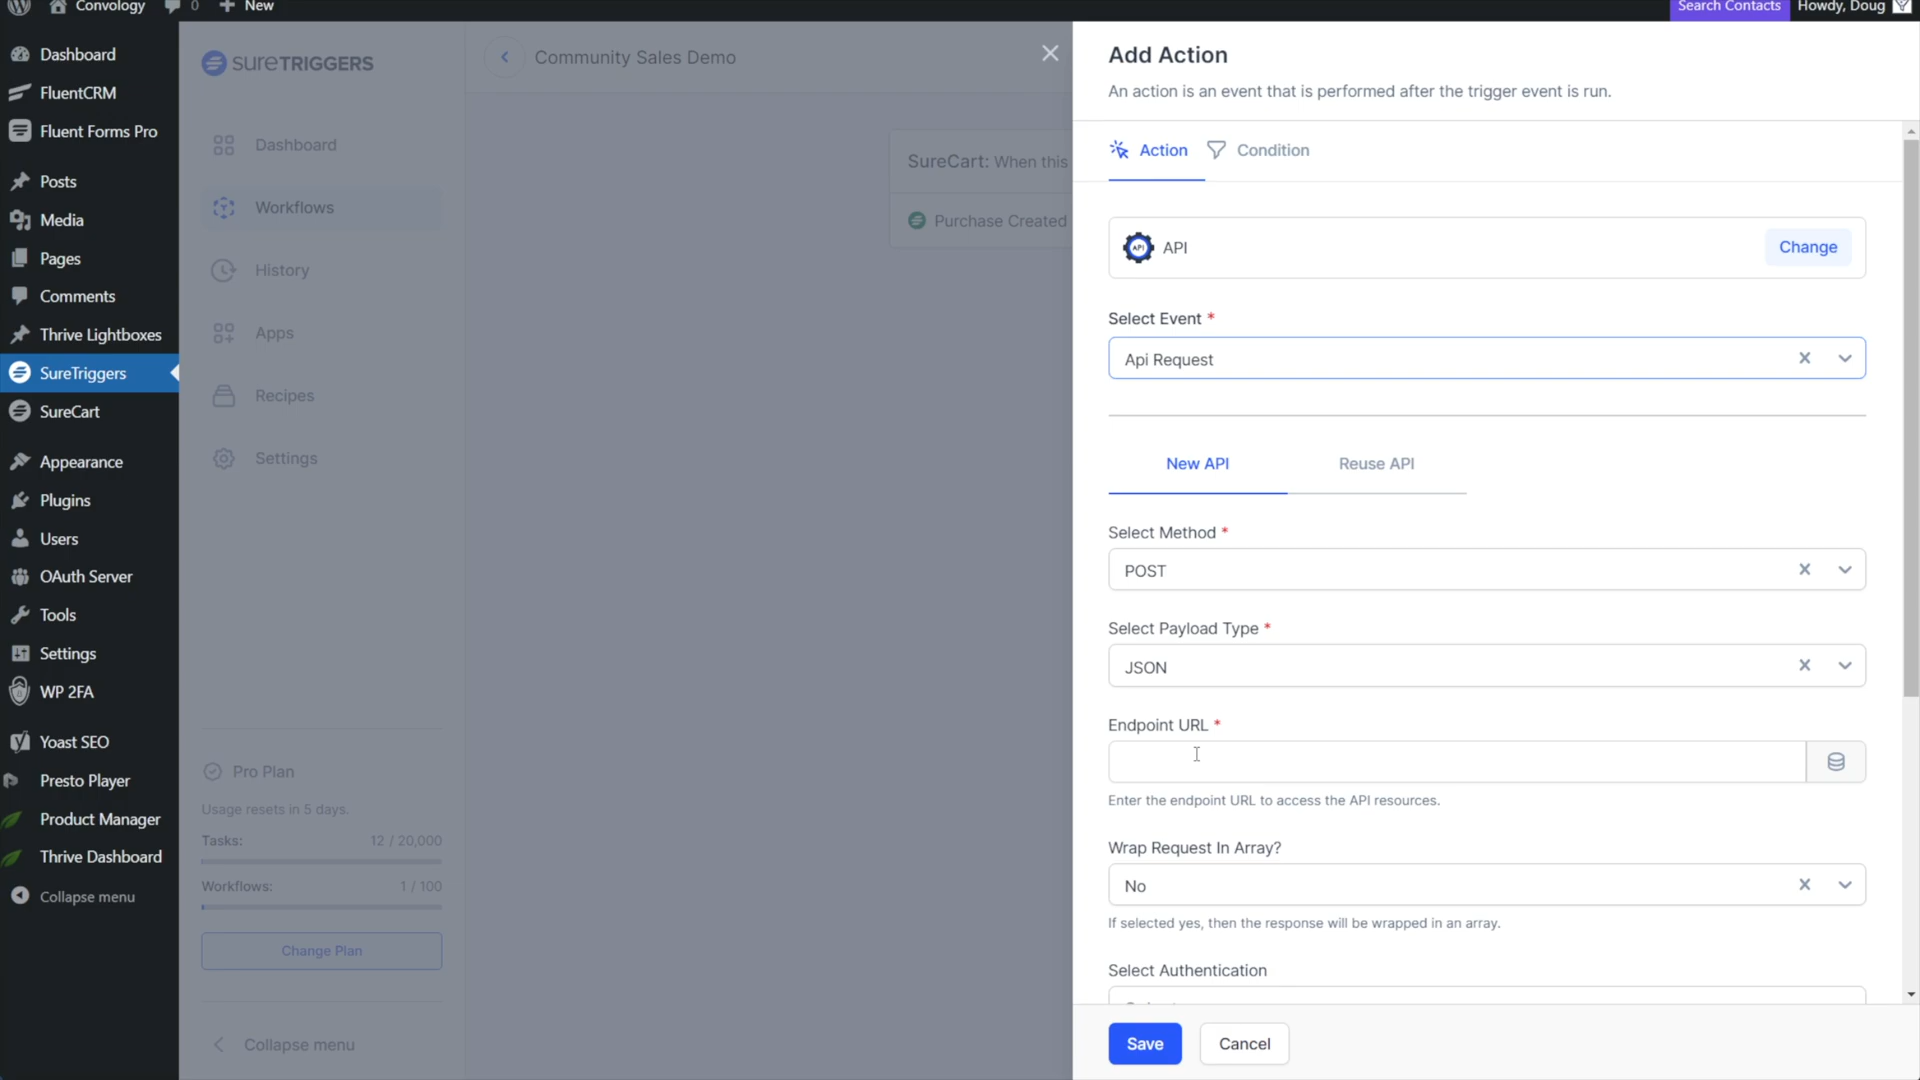 Convology
0
New
Search Contacts
Howdy, Doug
Dashboard
FluentCRM
Fluent Forms Pro
Posts
Media
Pages
Comments
Thrive Lightboxes
SureTriggers
SureCart
Appearance
Plugins
Users
OAuth Server
Tools
Settings
WP 2FA
Yoast SEO
Presto Player
Product Manager
Thrive Dashboard
Collapse menu
SURETRIGGERS
Dashboard
Workflows
History
Apps
Recipes
Settings
Pro Plan
Usage resets in 5 days.
Tasks: 12 / 20,000
Workflows: 1 / 100
Change Plan
Collapse menu
Community Sales Demo
SureCart: When this
Purchase Created
Add Action
An action is an event that is performed after the trigger event is run.
Action
Condition
API
API
Change
Select Event *
Api Request
New API
Reuse API
Select Method *
POST
Select Payload Type *
JSON
Endpoint URL *
Enter the endpoint URL to access the API resources.
Wrap Request In Array?
No
If selected yes, then the response will be wrapped in an array.
Select Authentication
Save
Cancel